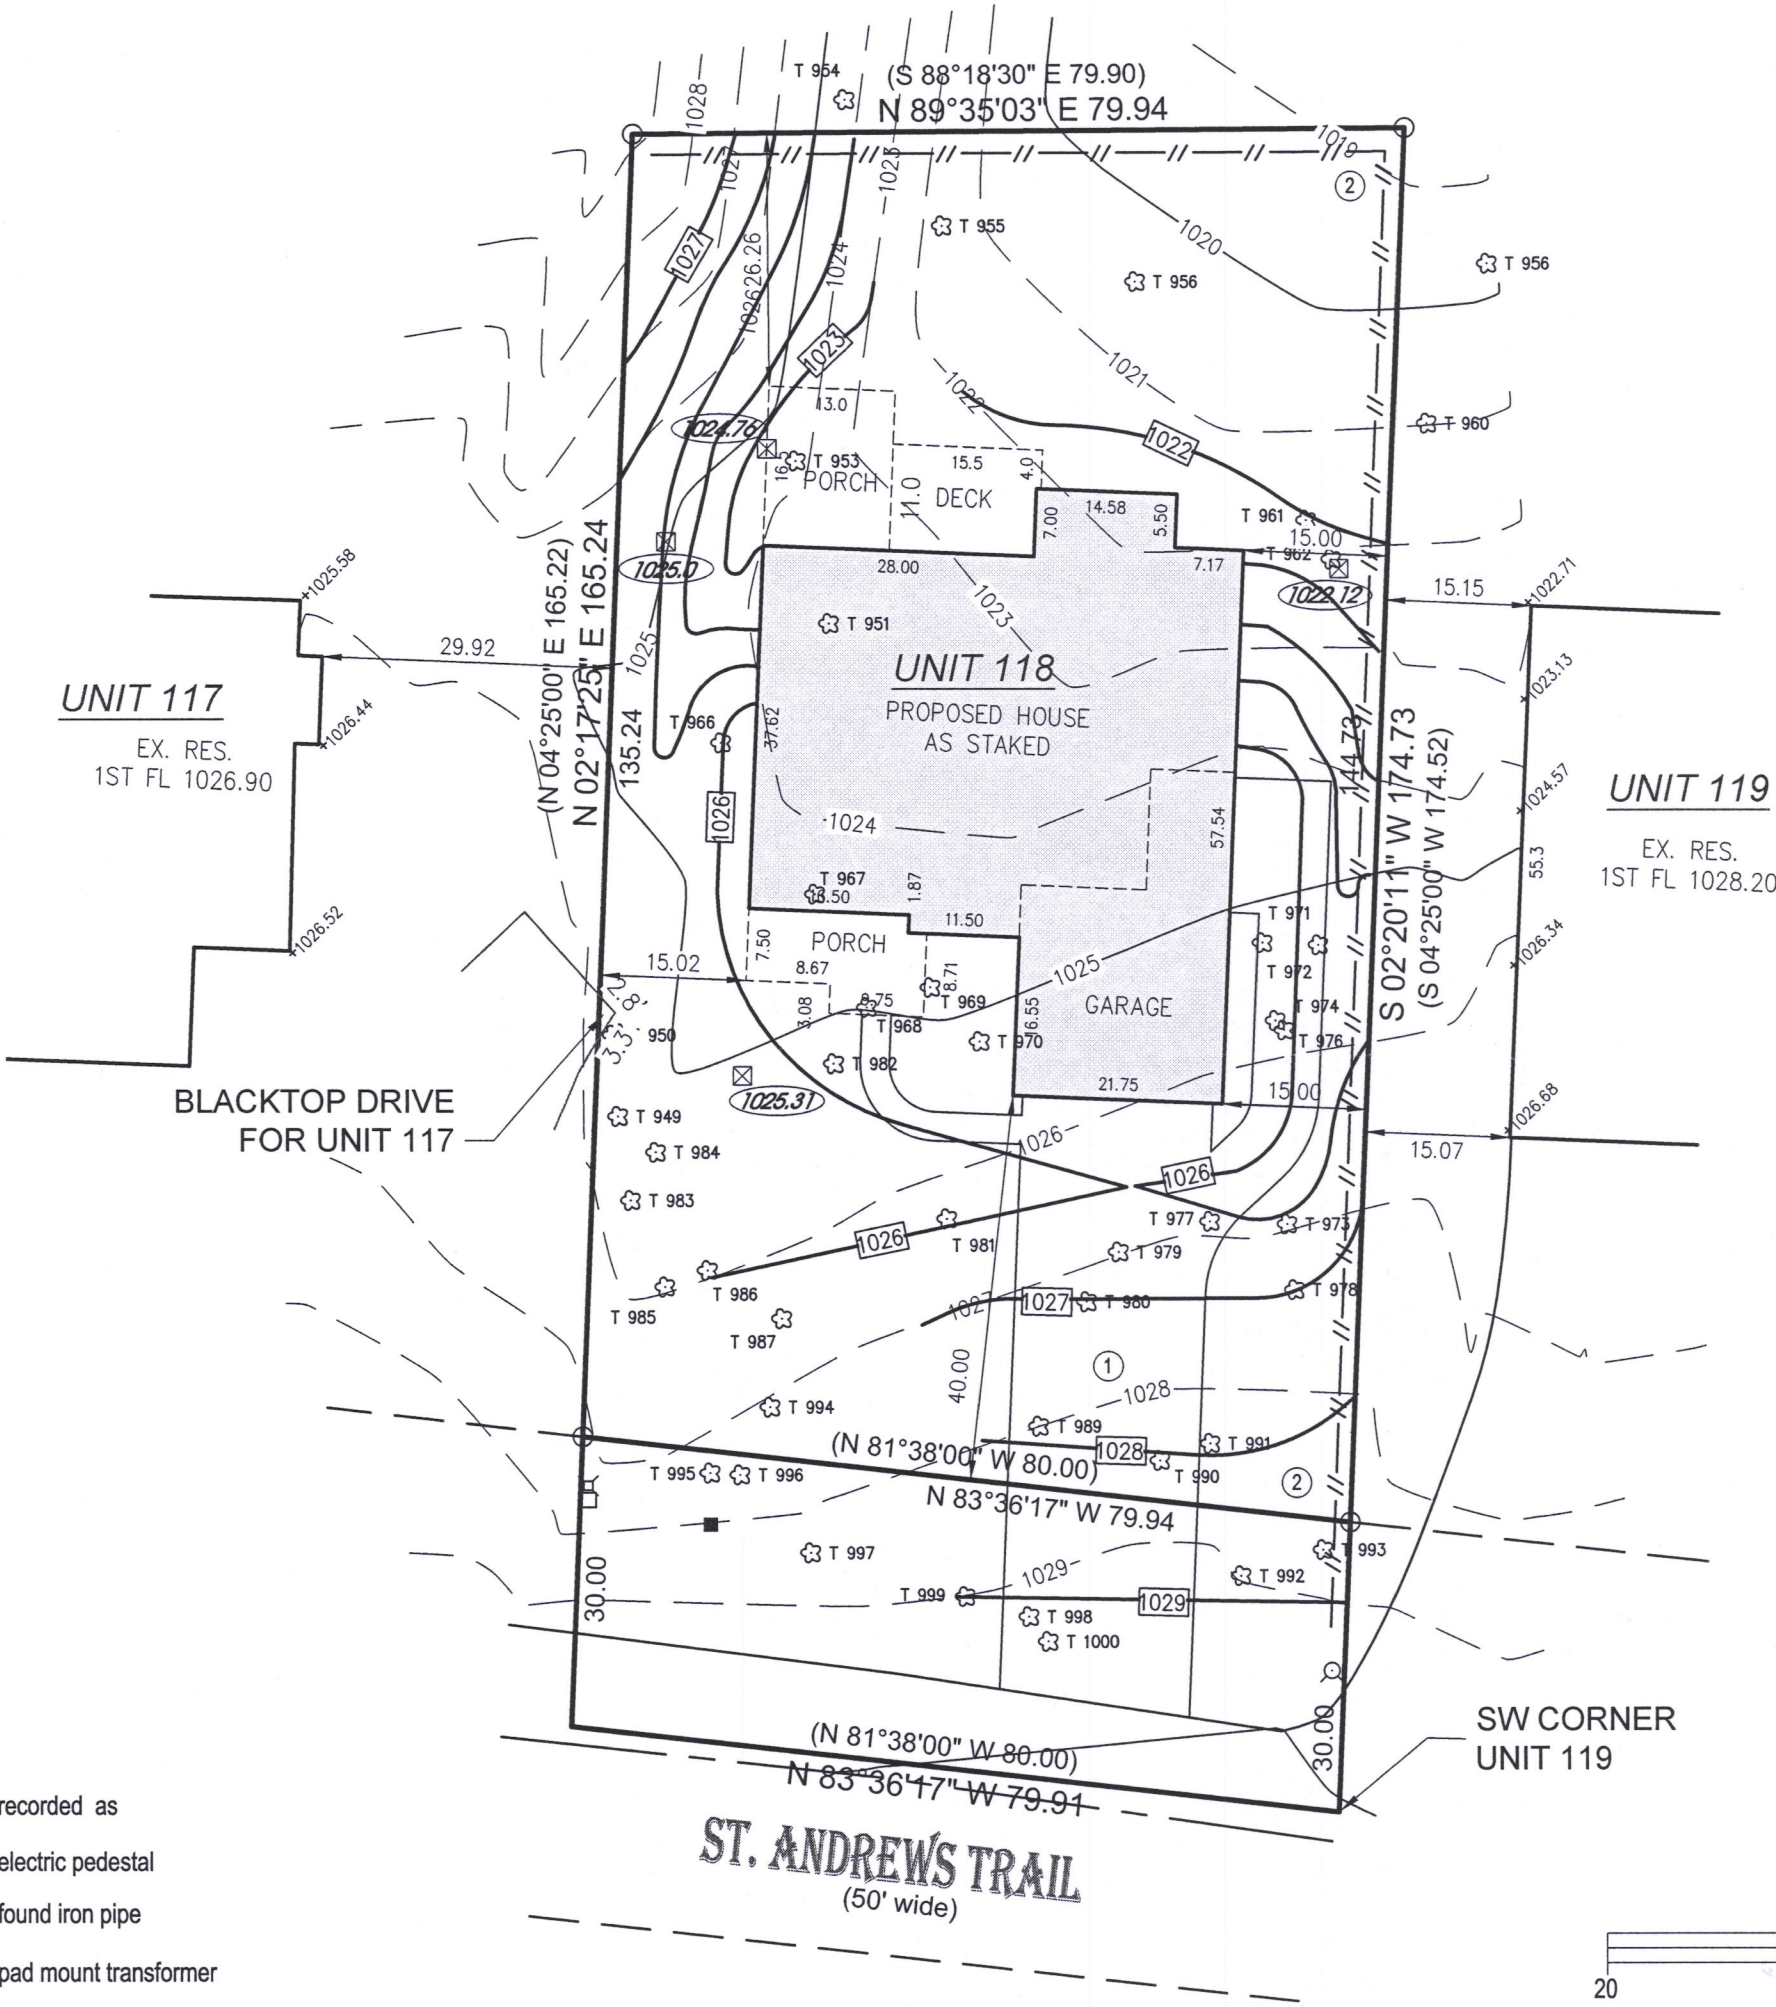 T 954
(S 88°18'30" E 79.90)
N 89°35'03" E 79.94
1028
1027
1023
1019
2
T 955
1020
T 956
T 956
1027
10626.26
1024
1023
1021
1022
1022
T 960
13.0
1024.76
T 953
PORCH
15.5
4.0
11.0
DECK
7.00
14.58
5.50
T 961
15.00
T 962
1022.12
7.17
28.00
1025.0
1025.58
15.15
1022.71
(N 04°25'00" E 165.22)
N 02°17'25" E 165.24
135.24
29.92
1025
1023
T 951
UNIT 118
PROPOSED HOUSE
AS STAKED
UNIT 117
EX. RES.
1ST FL 1026.90
1026.44
T 966
37.62
1023.13
144.73
S 02°20'11" W 174.73
(S 04°25'00" W 174.52)
1024.57
UNIT 119
EX. RES.
1ST FL 1028.20
55.3
1026
1024
57.54
T 967
1.87
11.50
1026.52
PORCH
7.50
8.67
15.02
T 971
T 972
1026.34
1025
GARAGE
8.71
T 969
9.75
T 968
3.08
T 974
T 976
2.8'
3.3'
950
T 970
16.55
T 982
21.75
15.00
1026.68
1025.31
BLACKTOP DRIVE
FOR UNIT 117
T 949
T 984
T 983
1026
15.07
1026
T 977
T 973
1026
T 981
T 979
T 986
T 985
T 987
1027
1027
T 980
T 978
40.00
1
1028
T 994
T 989
T 991
1028
T 990
(N 81°38'00" W 80.00)
N 83°36'17" W 79.94
T 995
T 996
2
T 997
T 993
1029
T 992
T 999
1029
T 998
T 1000
30.00
30.00
SW CORNER
UNIT 119
(N 81°38'00" W 80.00)
N 83°36'17" W 79.91
ST. ANDREWS TRAIL
(50' wide)
recorded as
electric pedestal
found iron pipe
pad mount transformer
20